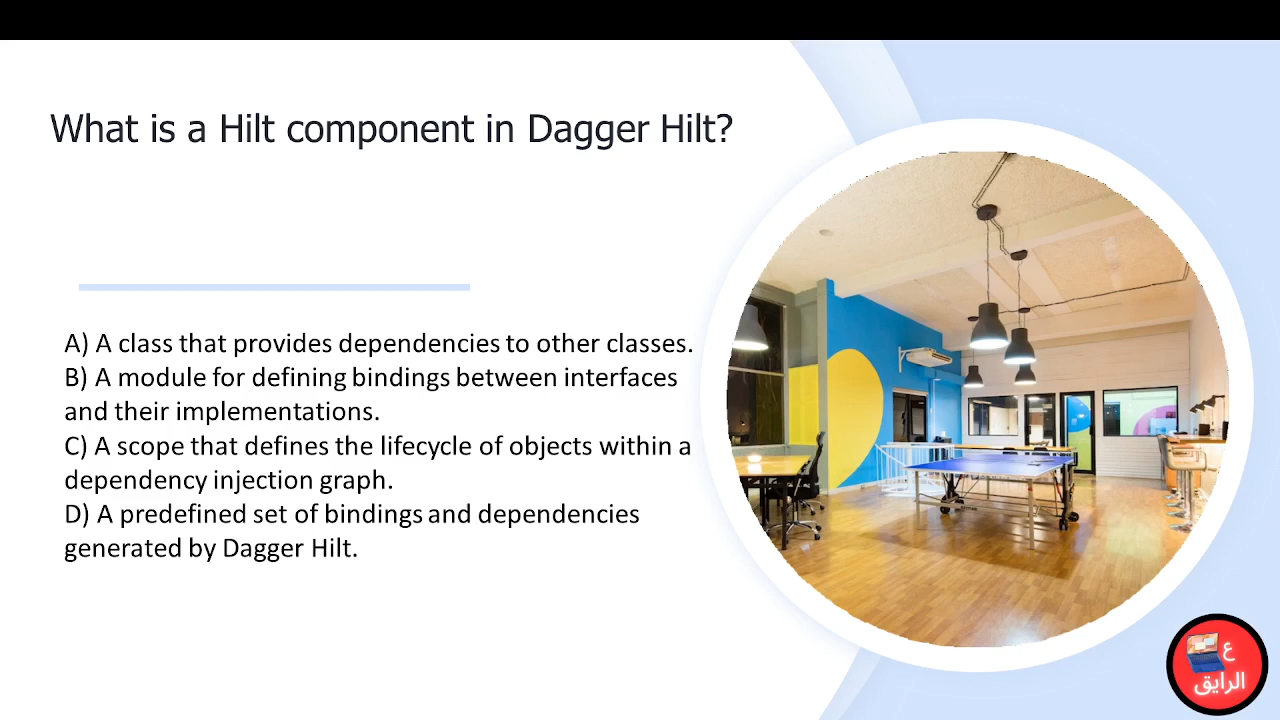 What is a Hilt component in Dagger Hilt?
A) A class that provides dependencies to other classes.
B) A module for defining bindings between interfaces
and their implementations.
C) A scope that defines the lifecycle of objects within a
dependency injection graph.
D) A predefined set of bindings and dependencies
generated by Dagger Hilt.
ع
الرايق